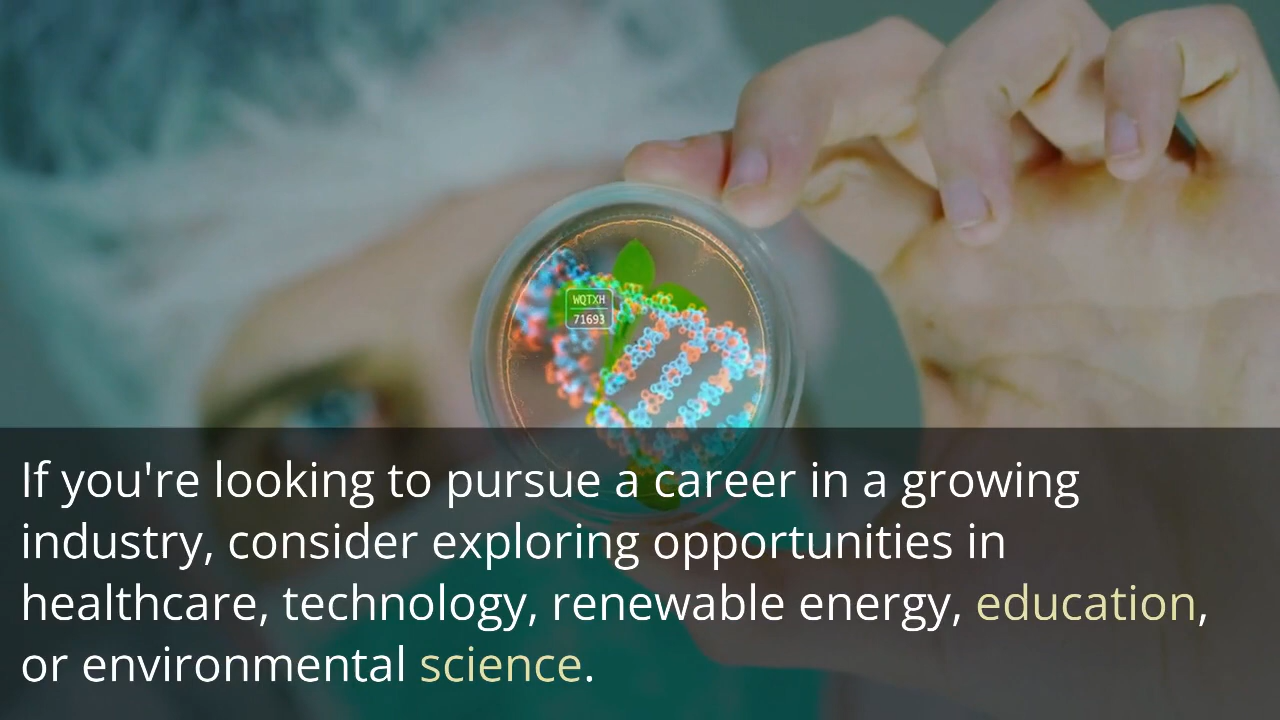 WQTXH
71693
If you're looking to pursue a career in a growing
industry, consider exploring opportunities in
healthcare, technology, renewable energy, education,
or environmental science.